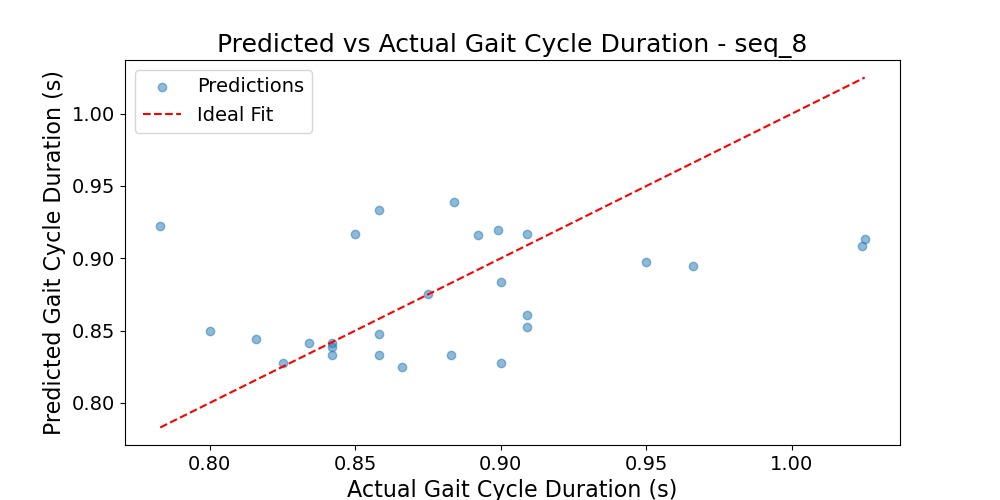 Predicted vs Actual Gait Cycle Duration - seq_8
Predictions
Ideal Fit
Predicted Gait Cycle Duration (s)
1.00
0.95
0.90
0.85
0.80
0.80
0.85
0.90
0.95
1.00
Actual Gait Cycle Duration (s)